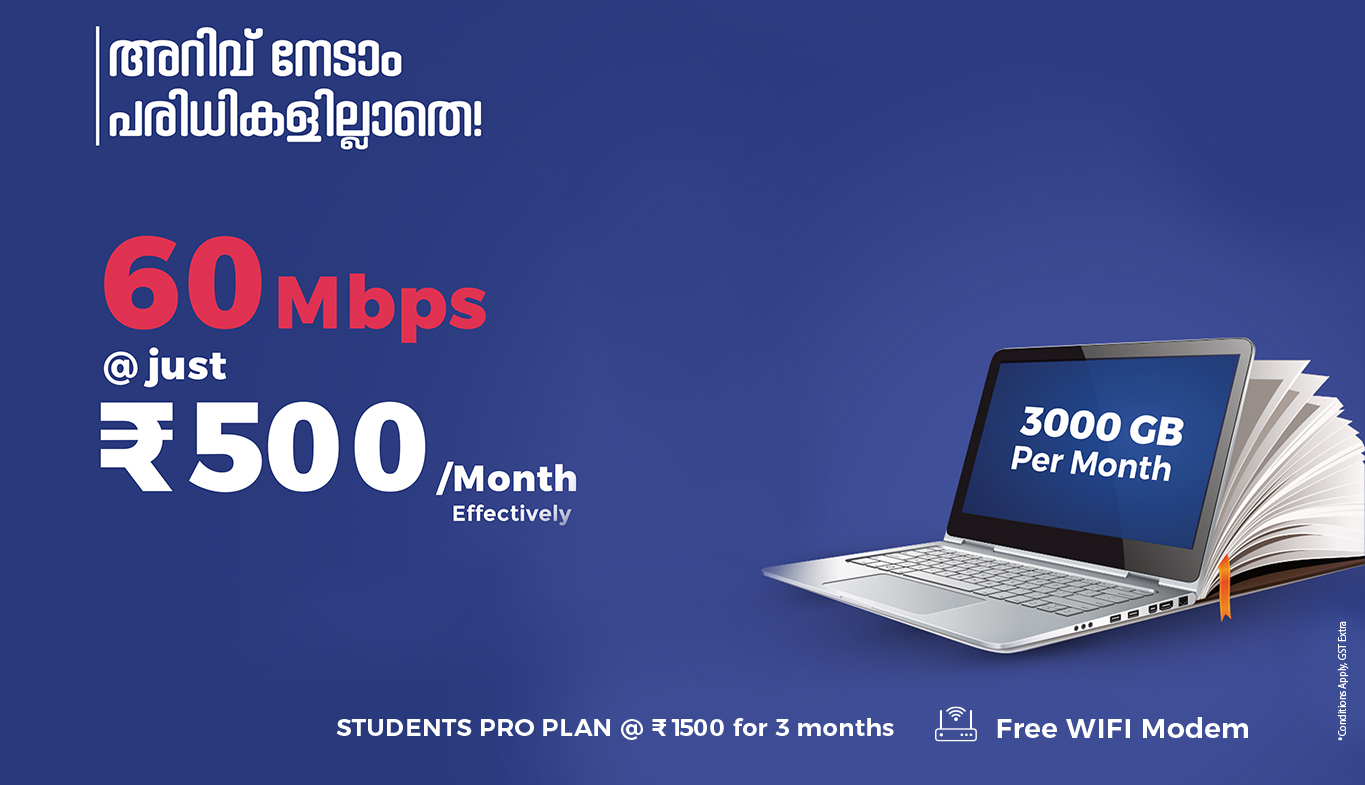 അറിവ് നേടാം
പരിധികളില്ലാതെ!
60 Mbps
@ just
₹500 /Month
Effectively
3000 GB
Per Month
STUDENTS PRO PLAN @ ₹1500 for 3 months
Free WIFI Modem
*Conditions Apply, GST Extra